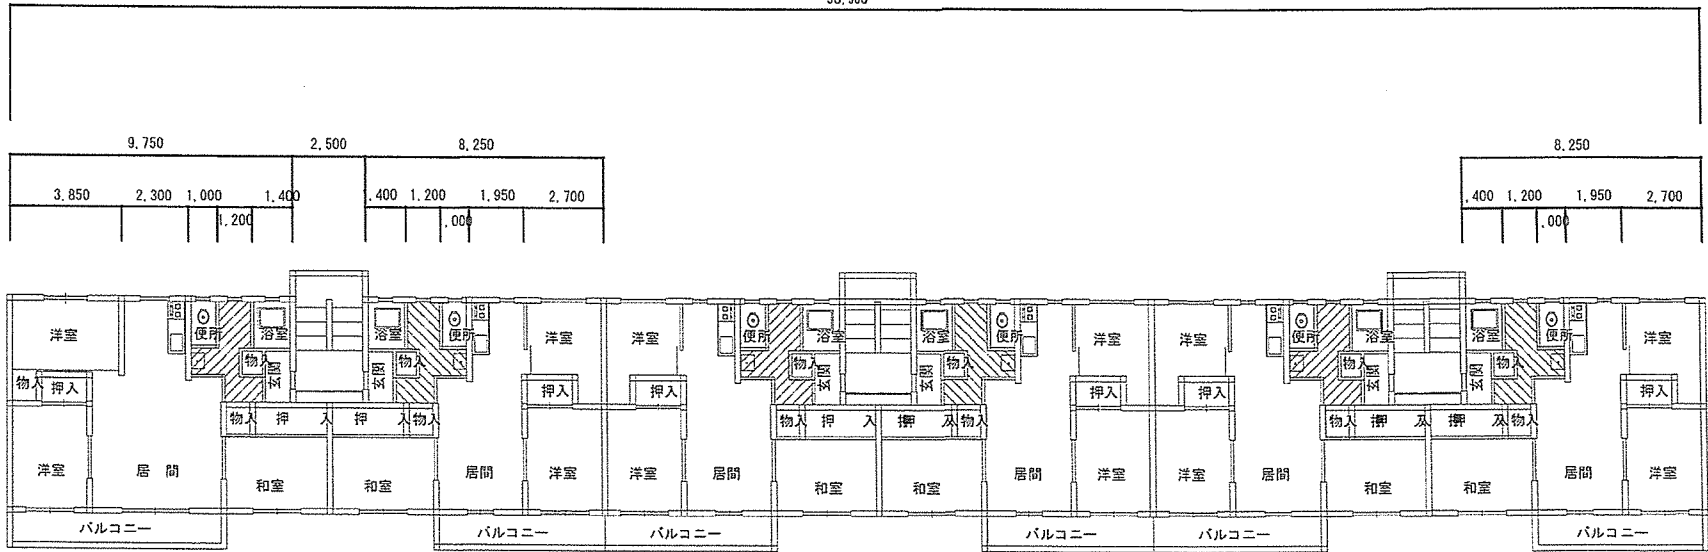 9,750 2,500 8,250 8,250
3,850 2,300 1,000 1,400 ,400 1,200 1,950 2,700 ,400 1,200 1,950 2,700
1,200 ,000 ,000
洋室 便所 浴室 浴室 便所 洋室 洋室 便所 浴室 浴室 便所 洋室 洋室 便所 浴室 浴室 便所 洋室
物入 玄関 玄関 物入 物入 玄関 玄関 物入 物入 玄関 玄関 物入
物入 押入 押入 押入 押入 押入 押入
物入 押入 押入 物入 物入 押入 押入 物入 物入 押入 押入 物入
洋室 居間 和室 和室 居間 洋室 洋室 居間 和室 和室 居間 洋室 洋室 居間 和室 和室 居間 洋室
バルコニー バルコニー バルコニー バルコニー バルコニー バルコニー